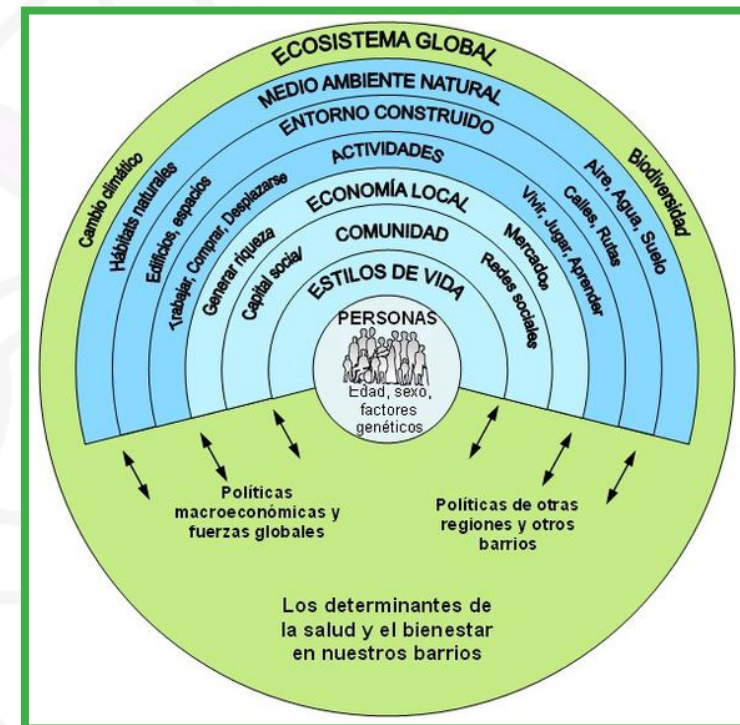 ECOSISTEMA GLOBAL
Cambio climático
Biodiversidad
MEDIO AMBIENTE NATURAL
Hábitats naturales
Aire, Agua, Suelo
ENTORNO CONSTRUIDO
Edificios, espacios
Calles, Rutas
ACTIVIDADES
Trabajar, Comprar, Desplazarse
Vivir, Jugar, Aprender
ECONOMÍA LOCAL
Generar riqueza
Mercados
COMUNIDAD
Capital social
Redes sociales
ESTILOS DE VIDA
PERSONAS
Edad, sexo,
factores
genéticos
Políticas
macroeconómicas y
fuerzas globales
Políticas de otras
regiones y otros
barrios
Los determinantes de
la salud y el bienestar
en nuestros barrios